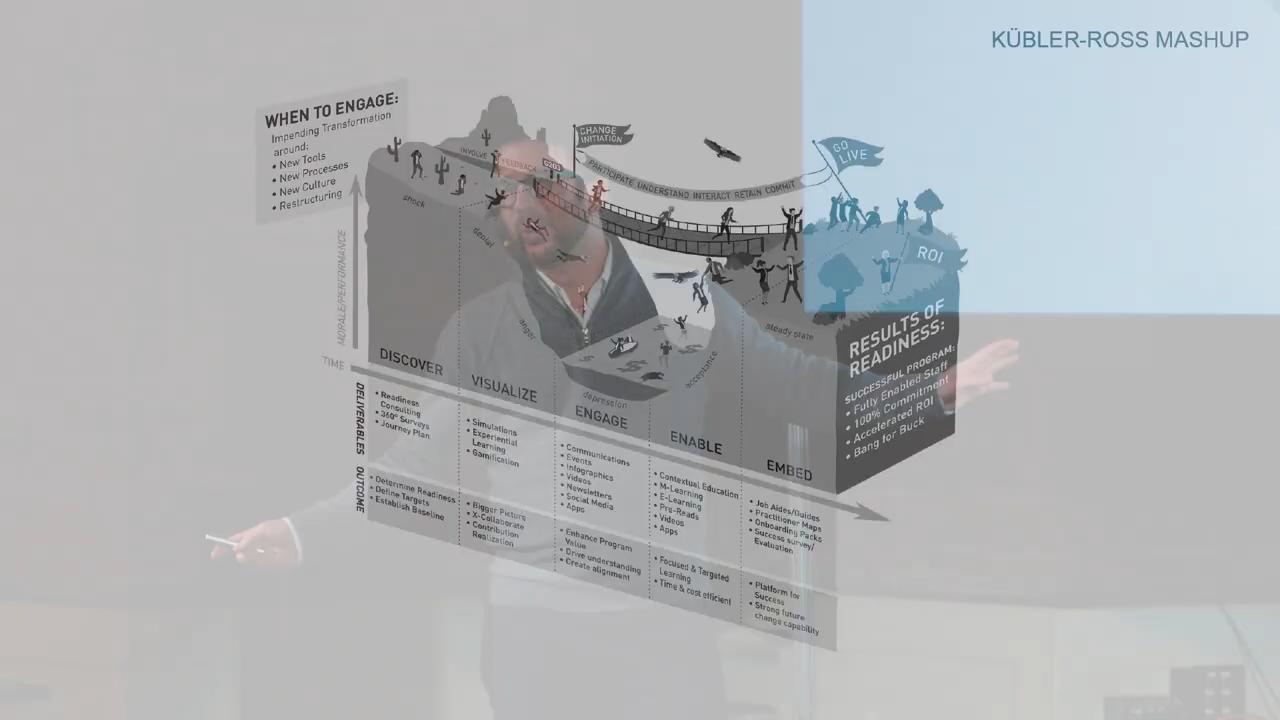 KÜBLER-ROSS MASHUP
WHEN TO ENGAGE:
Impending Transformation
around:
• New Tools
• New Processes
• New Culture
• Restructuring
CHANGE
INITIATION
GO
LIVE
INVOLVE
FEEDBACK
PARTICIPATE UNDERSTAND INTERACT RETAIN COMMIT
ROI
shock
denial
anger
depression
acceptance
steady state
MORALE/PERFORMANCE
TIME
DISCOVER
VISUALIZE
ENGAGE
ENABLE
EMBED
RESULTS OF
READINESS:
SUCCESSFUL PROGRAM:
• Fully Enabled Staff
• 100% Commitment
• Accelerated ROI
• Bang for Buck
DELIVERABLES
• Readiness
Consulting
• 360° Surveys
• Journey Plan
• Simulations
• Experiential
Learning
• Gamification
• Communications
• Events
• Infographics
• Videos
• Newsletters
• Social Media
• Apps
• Contextual Education
• M-Learning
• E-Learning
• Pre-Reads
• Videos
• Apps
• Job Aides/Guides
• Practitioner Maps
• Onboarding Packs
• Success survey/
Evaluation
OUTCOME
• Determine Readiness
• Define Targets
• Establish Baseline
• Bigger Picture
• X-Collaborate
• Contribution
Realization
• Enhance Program
Value
• Drive understanding
• Create alignment
• Focused & Targeted
Learning
• Time & cost efficient
• Platform for
Success
• Strong future
change capability